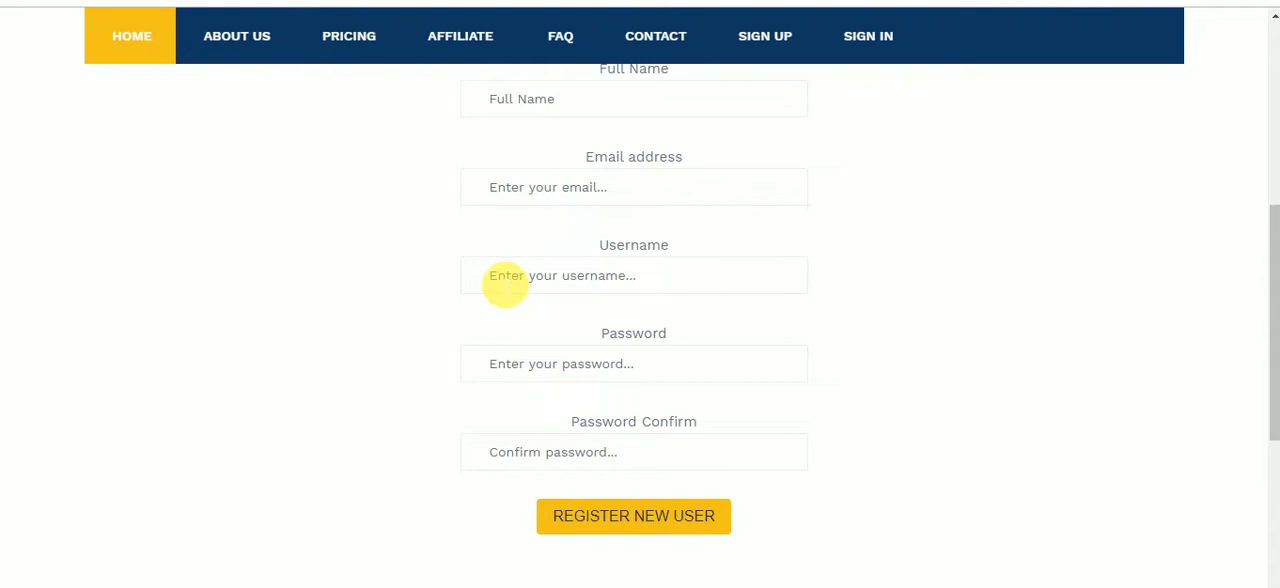 HOME ABOUT US PRICING AFFILIATE FAQ CONTACT SIGN UP SIGN IN
Full Name
Full Name
Email address
Enter your email...
Username
Enter your username...
Password
Enter your password...
Password Confirm
Confirm password...
REGISTER NEW USER